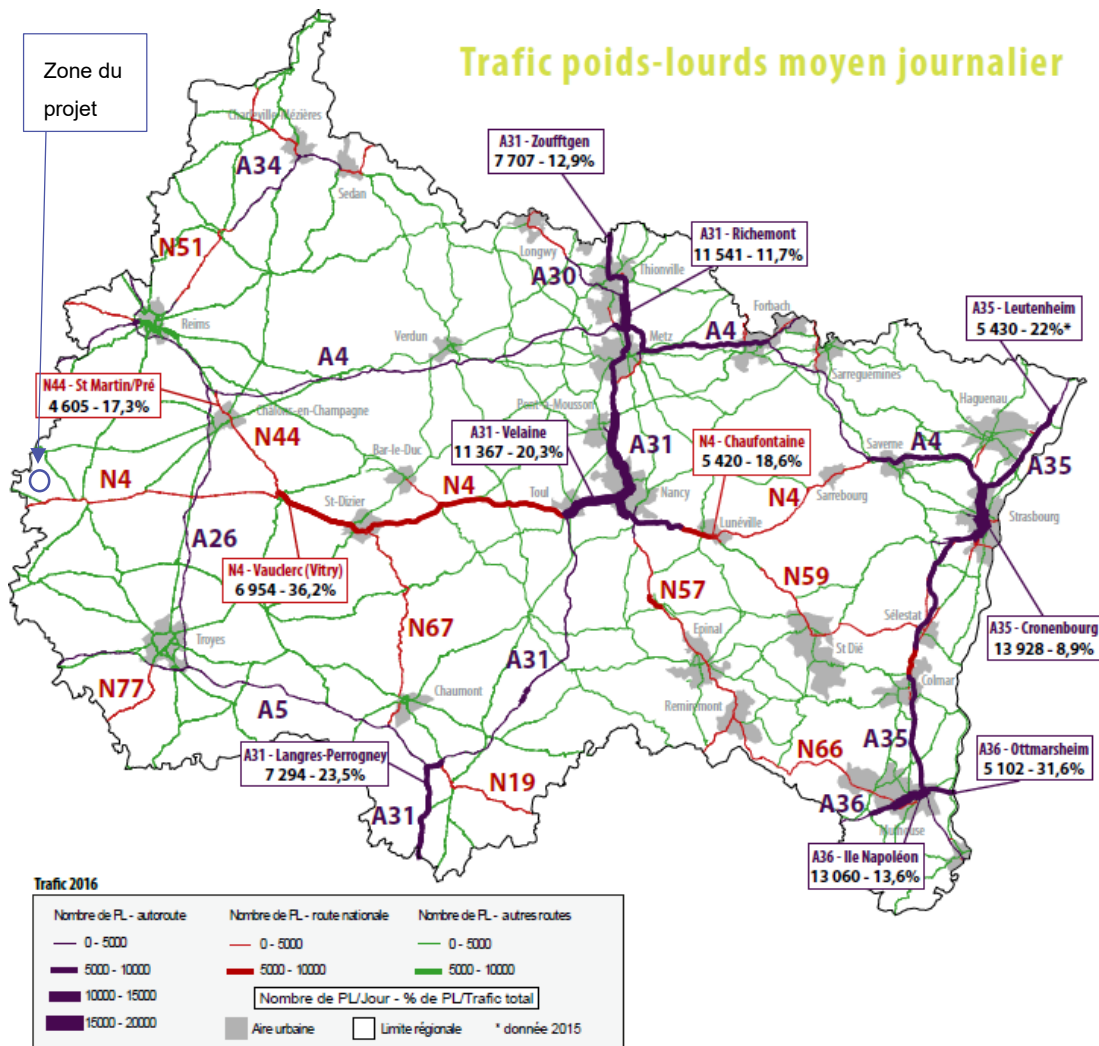 Trafic poids-lourds moyen journalier
Zone du
projet
Charleville-Mézières
A34
Sedan
N51
A31 - Zoufftgen
7 707 - 12,9%
A31 - Richemont
11 541 - 11,7%
Longwy
A30
Thionville
Forbach
A35 - Leutenheim
5 430 - 22%*
Reims
Verdun
Metz
A4
A4
Sarreguemines
N44 - St Martin/Pré
4 605 - 17,3%
Châlons-en-Champagne
Pont-à-Mousson
Haguenau
N44
Bar-le-Duc
A31 - Velaine
11 367 - 20,3%
A31
N4 - Chaufontaine
5 420 - 18,6%
Saverne
A4
A35
N4
St-Dizier
N4
Toul
Nancy
N4
Sarrebourg
Strasbourg
Lunéville
A26
N4 - Vauclerc (Vitry)
6 954 - 36,2%
N57
N59
Sélestat
Troyes
N67
Epinal
St Dié
A35 - Cronenbourg
13 928 - 8,9%
N77
A31
Chaumont
Colmar
A5
Remiremont
A31 - Langres-Perrogney
7 294 - 23,5%
N66
A35
A36 - Ottmarsheim
5 102 - 31,6%
N19
A31
A36
Mulhouse
A36 - Ile Napoléon
13 060 - 13,6%
Trafic 2016
Nombre de PL - autoroute
0 - 5000
5000 - 10000
10000 - 15000
15000 - 20000
Nombre de PL - route nationale
0 - 5000
5000 - 10000
Nombre de PL - autres routes
0 - 5000
5000 - 10000
Nombre de PL/Jour - % de PL/Trafic total
Aire urbaine
Limite régionale
* donnée 2015